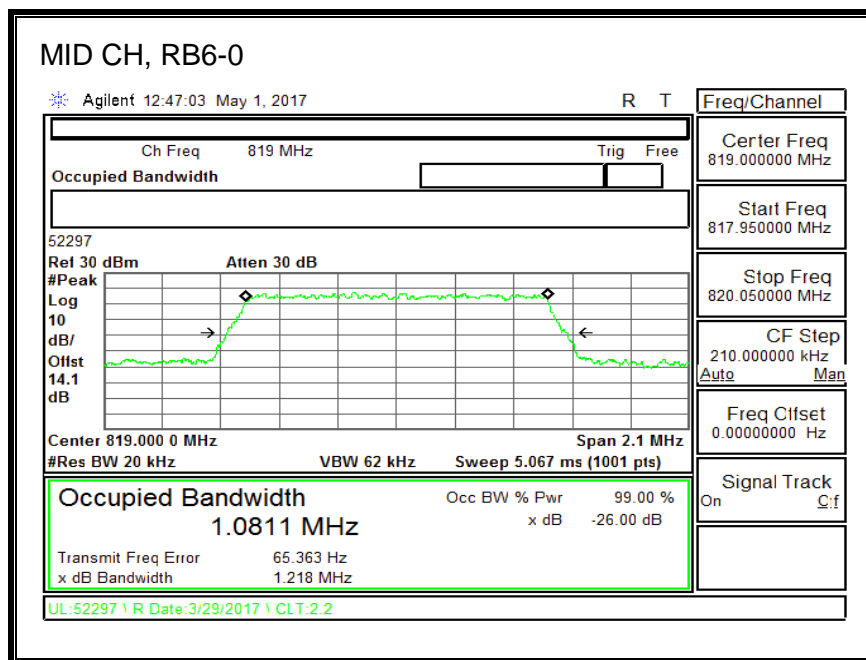 MID CH, RB6-0
Agilent 12:47:03 May 1, 2017 R T
Freq/Channel
Ch Freq 819 MHz Trig Free
Occupied Bandwidth
Center Freq
819.000000 MHz
Start Freq
817.950000 MHz
52297
Ref 30 dBm Atten 30 dB
#Peak
Log
10
dB/
Offst
14.1
dB
Stop Freq
820.050000 MHz
CF Step
210.000000 kHz
Auto Man
Freq Offset
0.00000000 Hz
Center 819.000 0 MHz Span 2.1 MHz
#Res BW 20 kHz VBW 62 kHz Sweep 5.067 ms (1001 pts)
Signal Track
On Off
Occupied Bandwidth Occ BW % Pwr 99.00 %
1.0811 MHz x dB -26.00 dB
Transmit Freq Error 65.363 Hz
x dB Bandwidth 1.218 MHz
UL:52297 \ R Date:3/29/2017 \ CLT:2.2